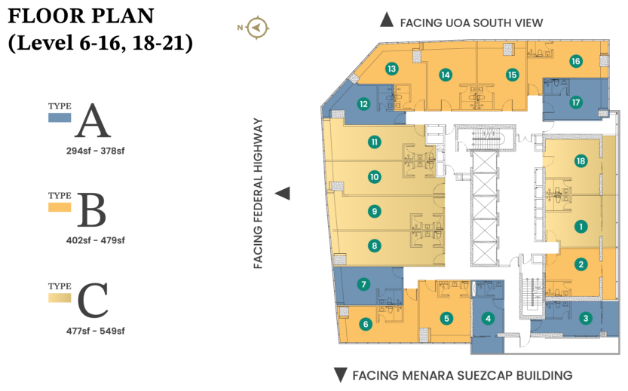 FLOOR PLAN
(Level 6-16, 18-21)
N
FACING UOA SOUTH VIEW
TYPE A
294sf - 378sf
TYPE B
402sf - 479sf
TYPE C
477sf - 549sf
FACING FEDERAL HIGHWAY
13
14
15
16
12
17
11
10
18
9
1
8
2
7
6
5
4
3
FACING MENARA SUEZCAP BUILDING